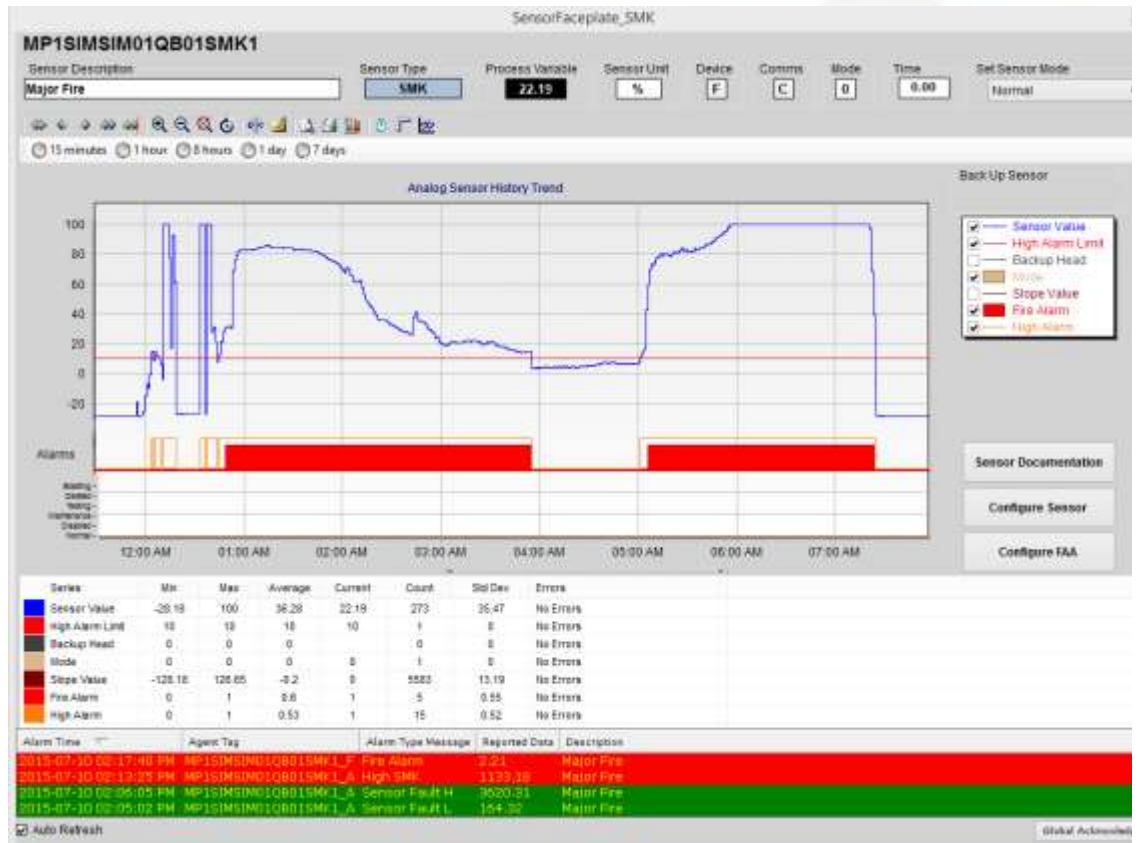 SensorFaceplate_SMK
MP1SIMSIM01QB01SMK1
Sensor Description Sensor Type Process Variable Sensor Unit Device Comms Mode Time Set Sensor Mode
Major Fire SMK 22.19 % F C 0 0.00 Normal
15 minutes 1 hour 8 hours 1 day 7 days
Analog Sensor History Trend
Back Up Sensor
Sensor Value
High Alarm Limit
Backup Head
Mode
Slope Value
Fire Alarm
High Alarm
100
80
60
40
20
0
-20
Alarms
Sensor Documentation
Configure Sensor
Configure FAA
12:00 AM 01:00 AM 02:00 AM 03:00 AM 04:00 AM 05:00 AM 06:00 AM 07:00 AM
Series Min Max Average Current Count Std Dev Errors
Sensor Value -28.18 100 36.28 22.19 273 35.47 No Errors
High Alarm Limit 10 10 10 10 1 0 No Errors
Backup Head 0 0 0 0 0 No Errors
Mode 0 0 0 0 1 0 No Errors
Slope Value 0 5583 13.19 No Errors
Fire Alarm 0 1 0.6 1 5 0.55 No Errors
High Alarm 0 1 0.53 1 15 0.52 No Errors
Alarm Time Agent Tag Alarm Type Message Reported Data Description
2015-07-10 02:17:40 PM MP1SIMSIM01QB01SMK1_F Fire Alarm 2.21 Major Fire
2015-07-10 02:13:25 PM MP1SIMSIM01QB01SMK1_A High SMK 1133.18 Major Fire
2015-07-10 02:06:05 PM MP1SIMSIM01QB01SMK1_A Sensor Fault H 3620.31 Major Fire
2015-07-10 02:05:02 PM MP1SIMSIM01QB01SMK1_A Sensor Fault L 164.32 Major Fire
Auto Refresh